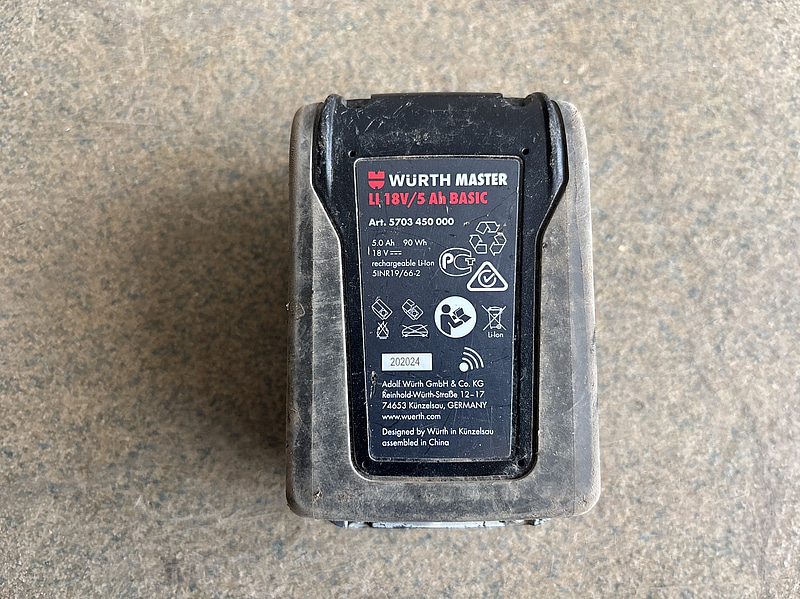 WÜRTH MASTER
LI 18V/5 Ah BASIC
Art. 5703 450 000
5.0 Ah 90 Wh
18 V
rechargeable Li-Ion
5INR19/66-2
PCT
Li-Ion
202024
Adolf Würth GmbH & Co. KG
Reinhold-Würth-Straße 12–17
74653 Künzelsau, GERMANY
www.wuerth.com
Designed by Würth in Künzelsau
assembled in China